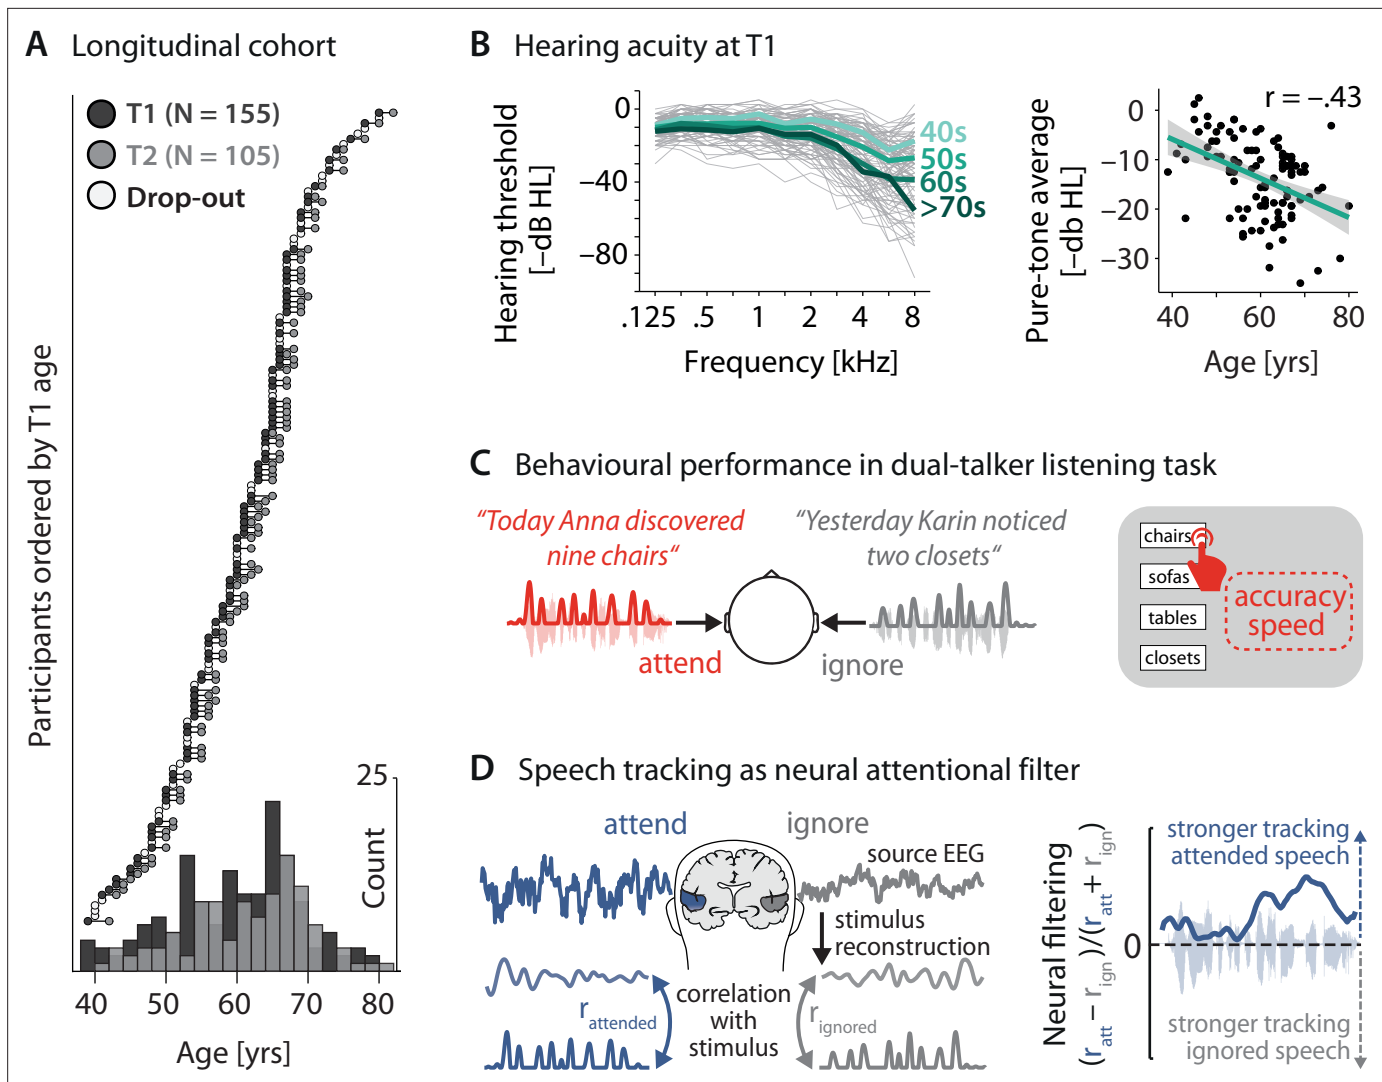 A Longitudinal cohort
T1 (N = 155)
T2 (N = 105)
Drop-out
Participants ordered by T1 age
25
Count
40 50 60 70 80
Age [yrs]
B Hearing acuity at T1
Hearing threshold
[−dB HL]
0
−40
−80
40s
50s
60s
>70s
.125 .5 1 2 4 8
Frequency [kHz]
Pure-tone average
[−db HL]
r = −.43
0
−10
−20
−30
40 60 80
Age [yrs]
C Behavioural performance in dual-talker listening task
“Today Anna discovered
nine chairs“
“Yesterday Karin noticed
two closets“
attend
ignore
chairs
sofas
tables
closets
accuracy
speed
D Speech tracking as neural attentional filter
attend
ignore
source EEG
stimulus
reconstruction
correlation
with
stimulus
r attended
r ignored
Neural filtering
(r att − r ign)/(r att + r ign)
0
stronger tracking
attended speech
stronger tracking
ignored speech